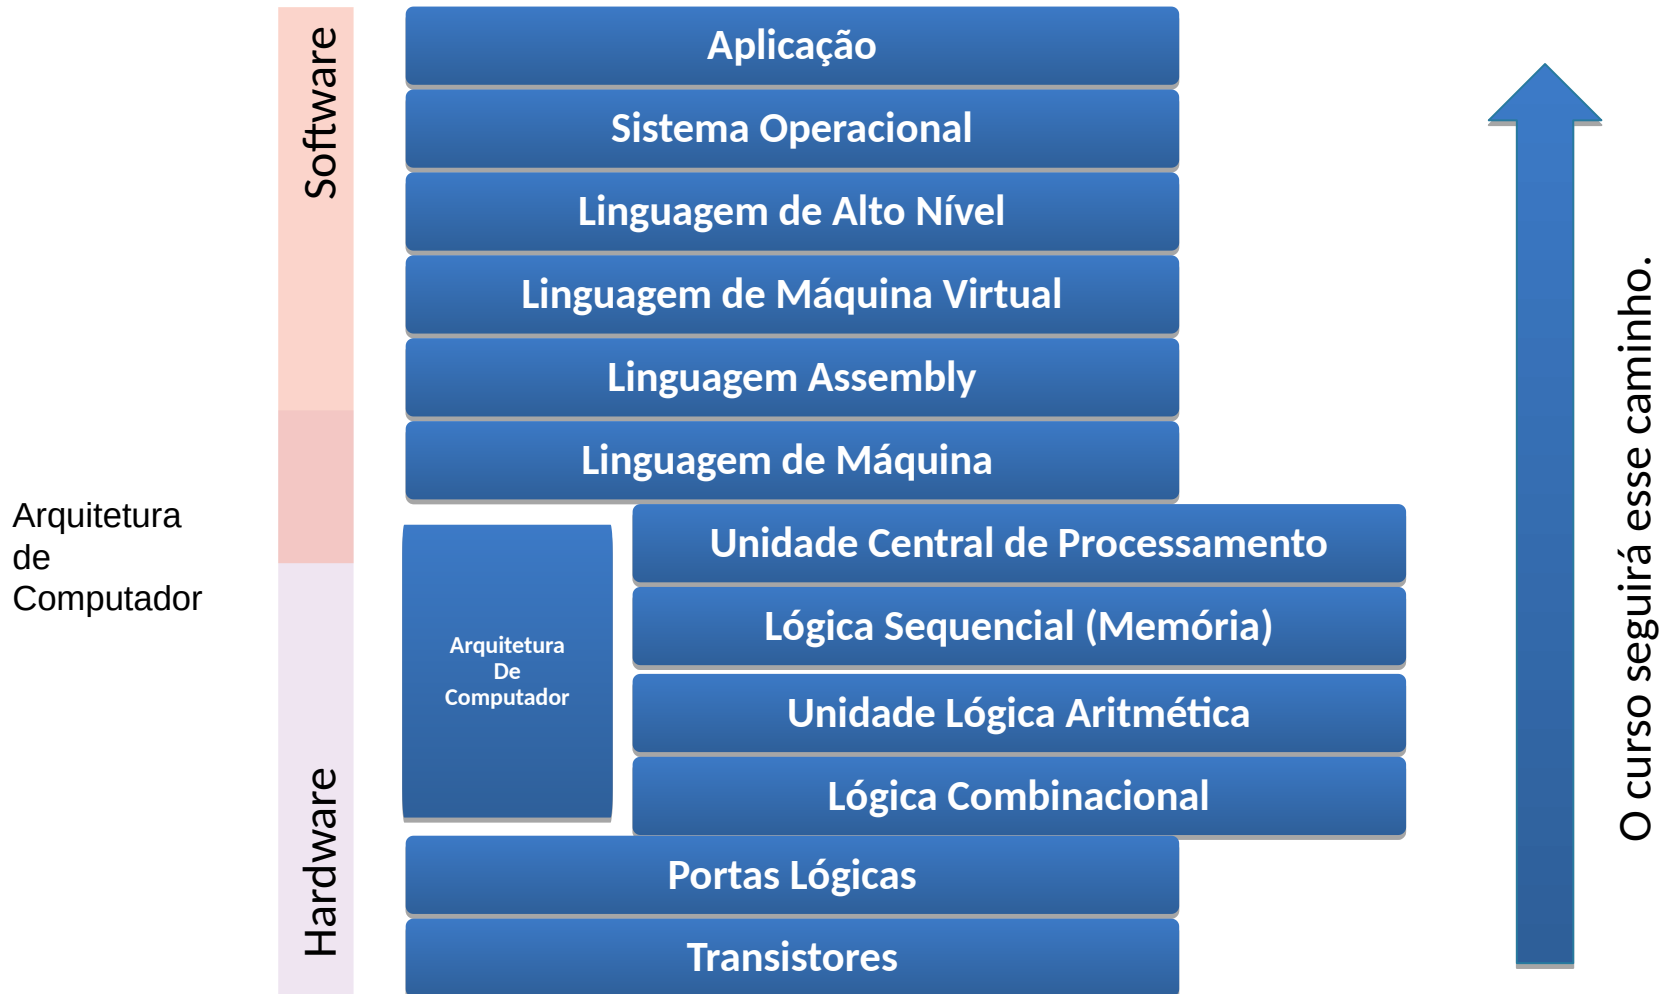 Software
Aplicação
Sistema Operacional
Linguagem de Alto Nível
Linguagem de Máquina Virtual
Linguagem Assembly
Linguagem de Máquina
Arquitetura
de
Computador
Arquitetura
De
Computador
Unidade Central de Processamento
Lógica Sequencial (Memória)
Unidade Lógica Aritmética
Lógica Combinacional
Hardware
Portas Lógicas
Transistores
O curso seguirá esse caminho.